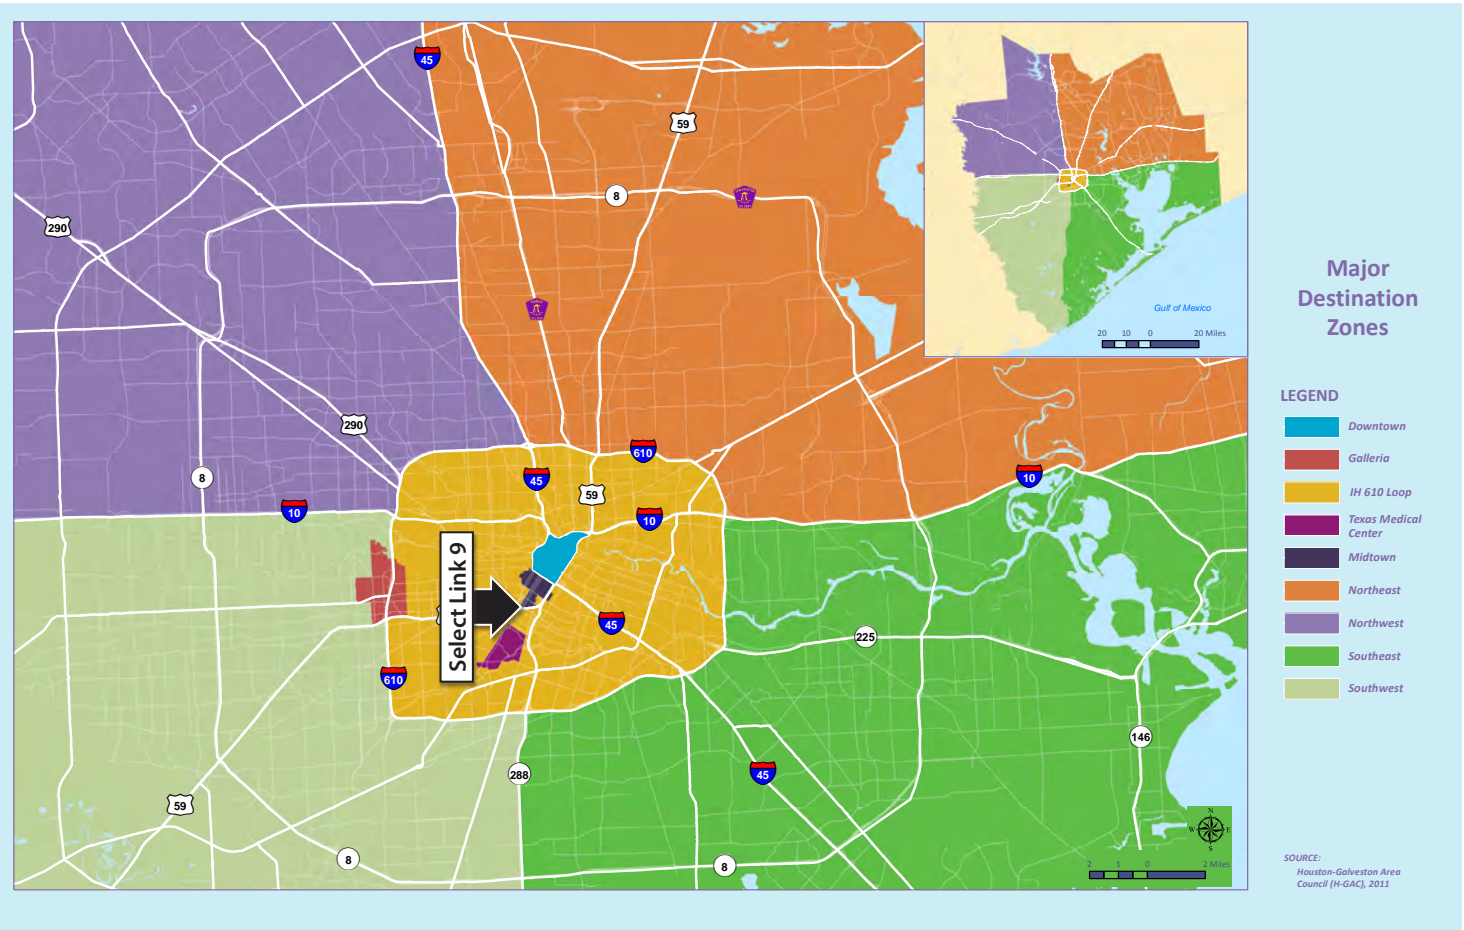 45
59
8
290
290
8
10
610
45
59
10
10
Select Link 9
45
225
610
146
288
45
59
8
8
Gulf of Mexico
20 10 0 20 Miles
N
W E
S
2 1 0 2 Miles
Major
Destination
Zones
LEGEND
Downtown
Galleria
IH 610 Loop
Texas Medical
Center
Midtown
Northeast
Northwest
Southeast
Southwest
SOURCE:
Houston-Galveston Area
Council (H-GAC), 2011